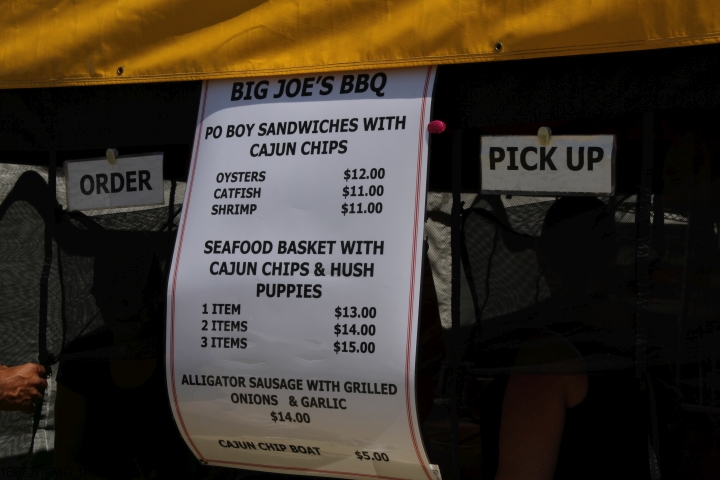 BIG JOE'S BBQ
PO BOY SANDWICHES WITH
CAJUN CHIPS
OYSTERS $12.00
CATFISH $11.00
SHRIMP $11.00
SEAFOOD BASKET WITH
CAJUN CHIPS & HUSH
PUPPIES
1 ITEM $13.00
2 ITEMS $14.00
3 ITEMS $15.00
ALLIGATOR SAUSAGE WITH GRILLED
ONIONS & GARLIC
$14.00
CAJUN CHIP BOAT $5.00
ORDER
PICK UP